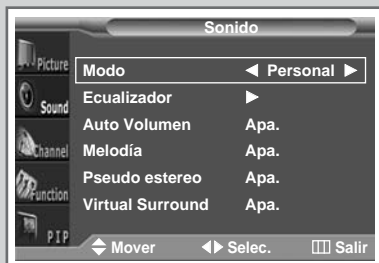 Sonido
Picture
Sound
Channel
Function
PIP
Modo ◀ Personal ▶
Ecualizador ▶
Auto Volumen Apa.
Melodía Apa.
Pseudo estereo Apa.
Virtual Surround Apa.
Mover Selec. Salir